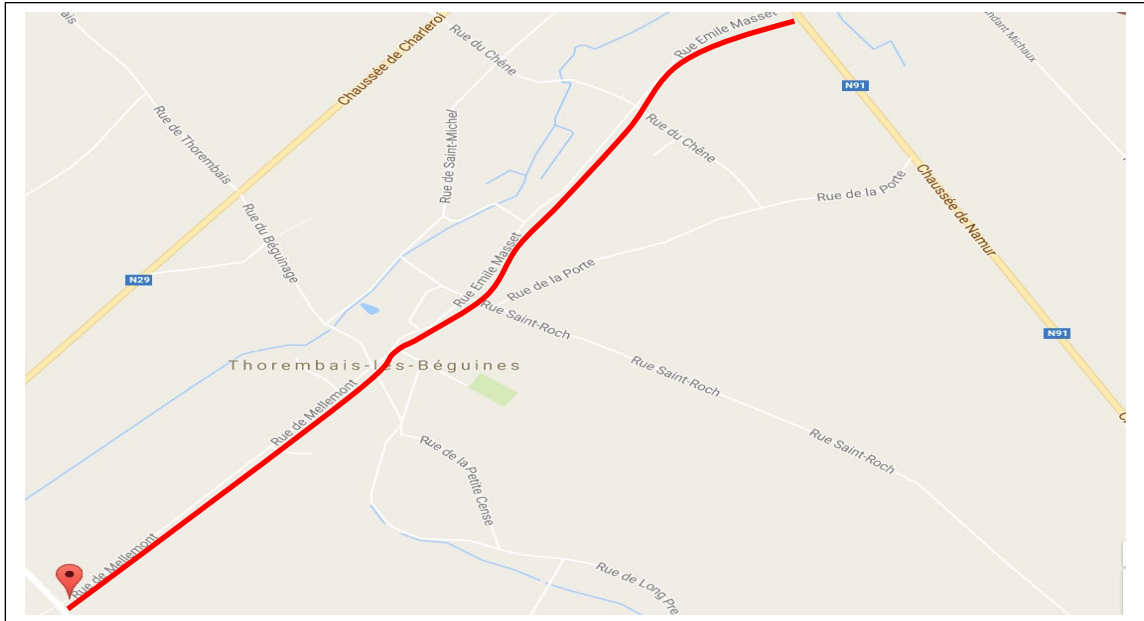 ais
Chaussée de Charleroi
Rue du Chêne
Rue Emile Masset
ndant Michaux
N91
Rue de Thorembais
Rue de Saint-Michel
Rue du Chêne
Rue de la Porte
Chaussée de Namur
Rue du Béguinage
Rue Emile Masset
N29
Rue de la Porte
Rue Saint-Roch
N91
Thorembais-les-Béguines
Rue Saint-Roch
Rue de Mellemont
Rue Saint-Roch
Rue de la Petite Cense
Rue de Mellemont
Rue de Long Pre